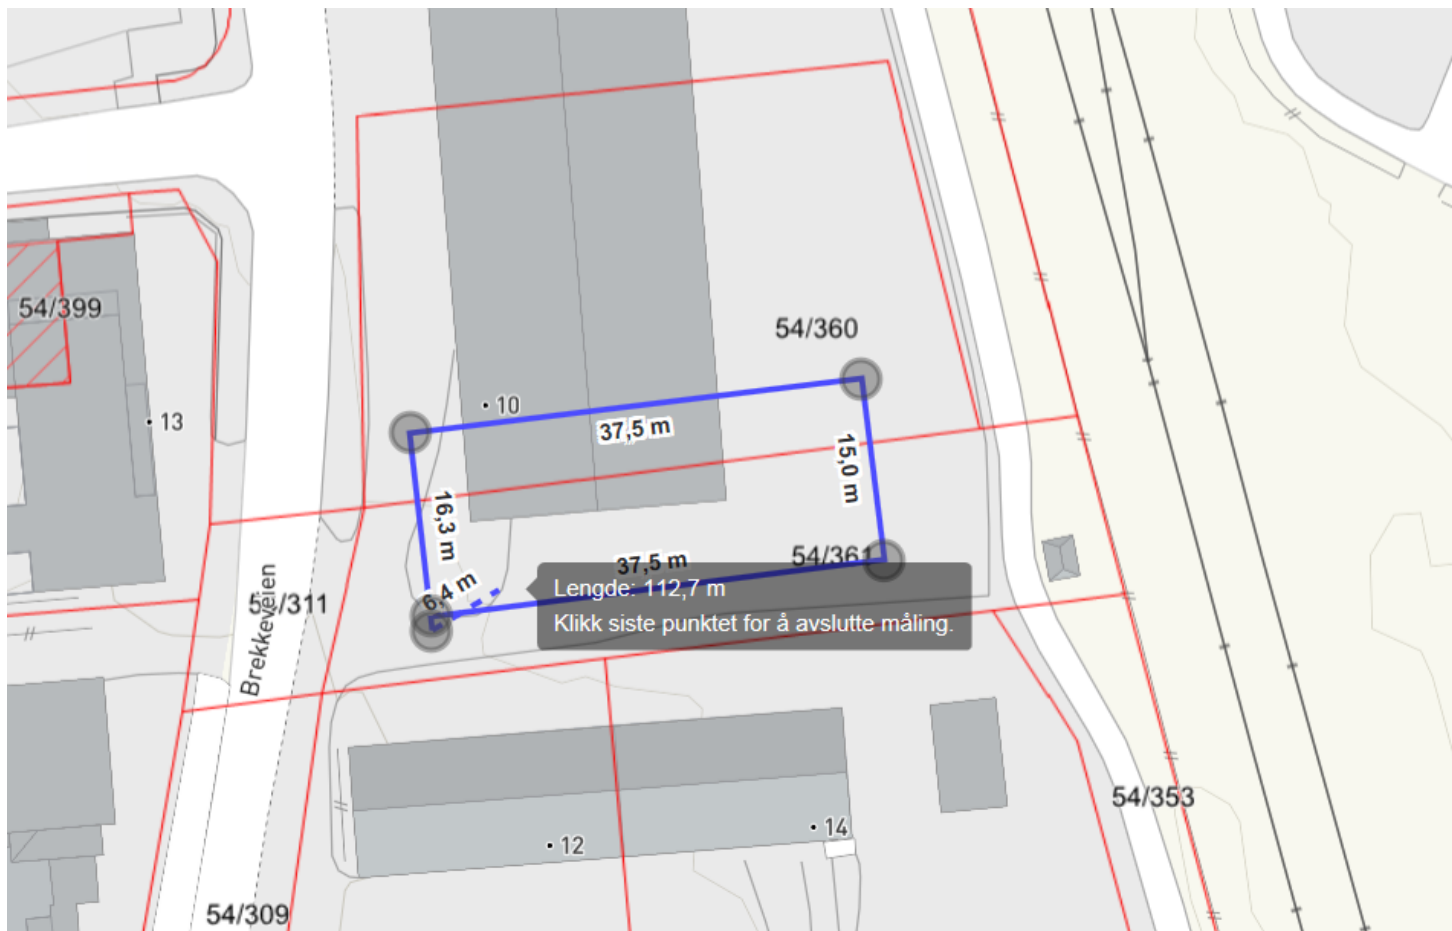 54/399
54/360
10
13
37,5 m
15,0 m
16,3 m
37,5 m
54/361
6,4 m
Lengde: 112,7 m
Klikk siste punktet for å avslutte måling.
Brekkeveien
54/353
14
12
54/309